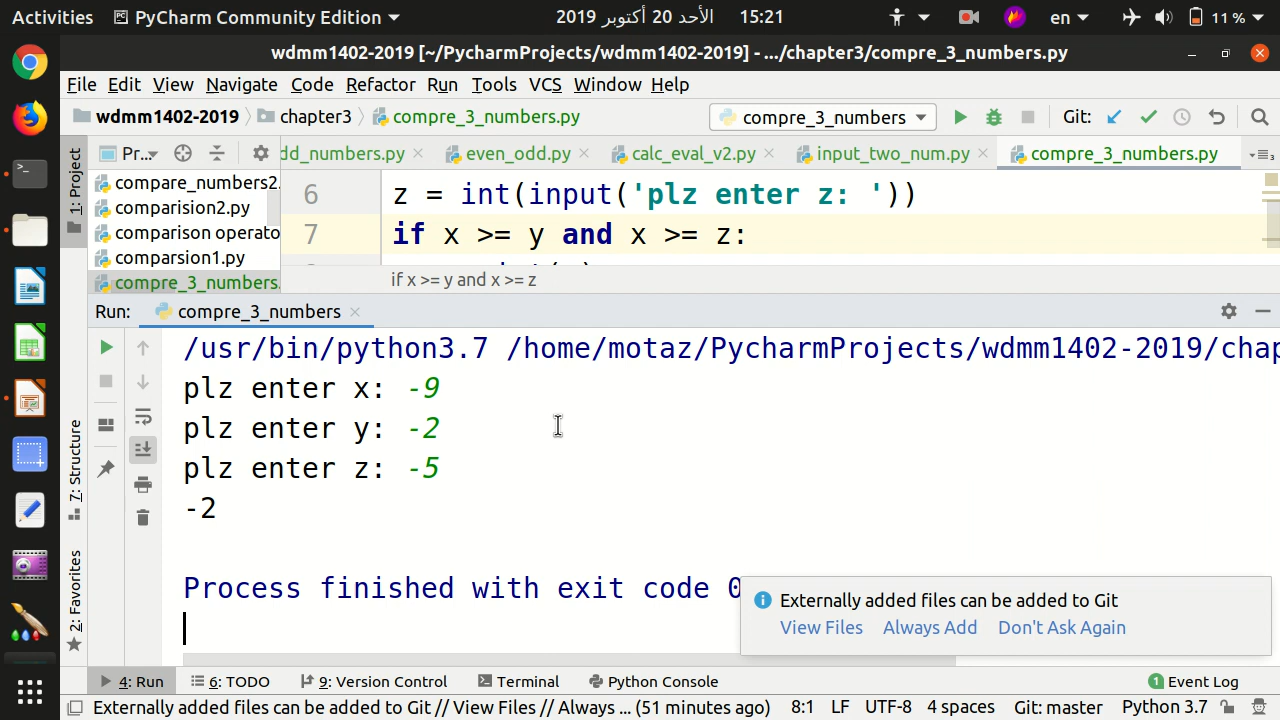 Activities PyCharm Community Edition الأحد 20 أكتوبر 2019 15:21 en 11 %
wdmm1402-2019 [~/PycharmProjects/wdmm1402-2019] - .../chapter3/compre_3_numbers.py
File Edit View Navigate Code Refactor Run Tools VCS Window Help
wdmm1402-2019 chapter3 compre_3_numbers.py compre_3_numbers Git:
1: Project Pr... dd_numbers.py even_odd.py calc_eval_v2.py input_two_num.py compre_3_numbers.py 3
compare_numbers2.
comparision2.py
comparison operato
comparsion1.py
compre_3_numbers.
6 z = int(input('plz enter z: '))
7 if x >= y and x >= z:
if x >= y and x >= z
Run: compre_3_numbers
/usr/bin/python3.7 /home/motaz/PycharmProjects/wdmm1402-2019/chap
plz enter x: -9
plz enter y: -2
plz enter z: -5
-2
Process finished with exit code 0
7: Structure
2: Favorites
Externally added files can be added to Git
View Files Always Add Don't Ask Again
4: Run 6: TODO 9: Version Control Terminal Python Console 1 Event Log
Externally added files can be added to Git // View Files // Always ... (51 minutes ago) 8:1 LF UTF-8 4 spaces Git: master Python 3.7